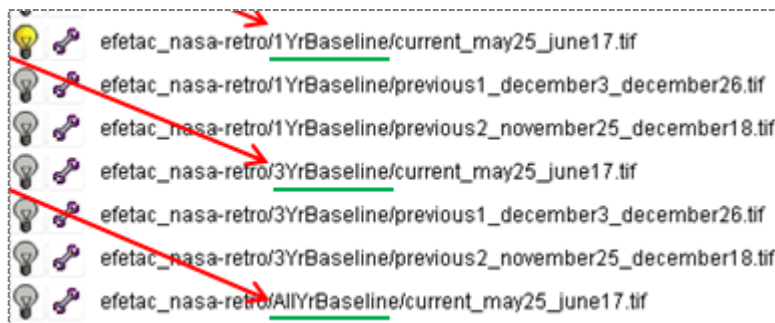 efetac_nasa-retro/1YrBaseline/current_may25_june17.tif
efetac_nasa-retro/1YrBaseline/previous1_december3_december26.tif
efetac_nasa-retro/1YrBaseline/previous2_november25_december18.tif
efetac_nasa-retro/3YrBaseline/current_may25_june17.tif
efetac_nasa-retro/3YrBaseline/previous1_december3_december26.tif
efetac_nasa-retro/3YrBaseline/previous2_november25_december18.tif
efetac_nasa-retro/AllYrBaseline/current_may25_june17.tif